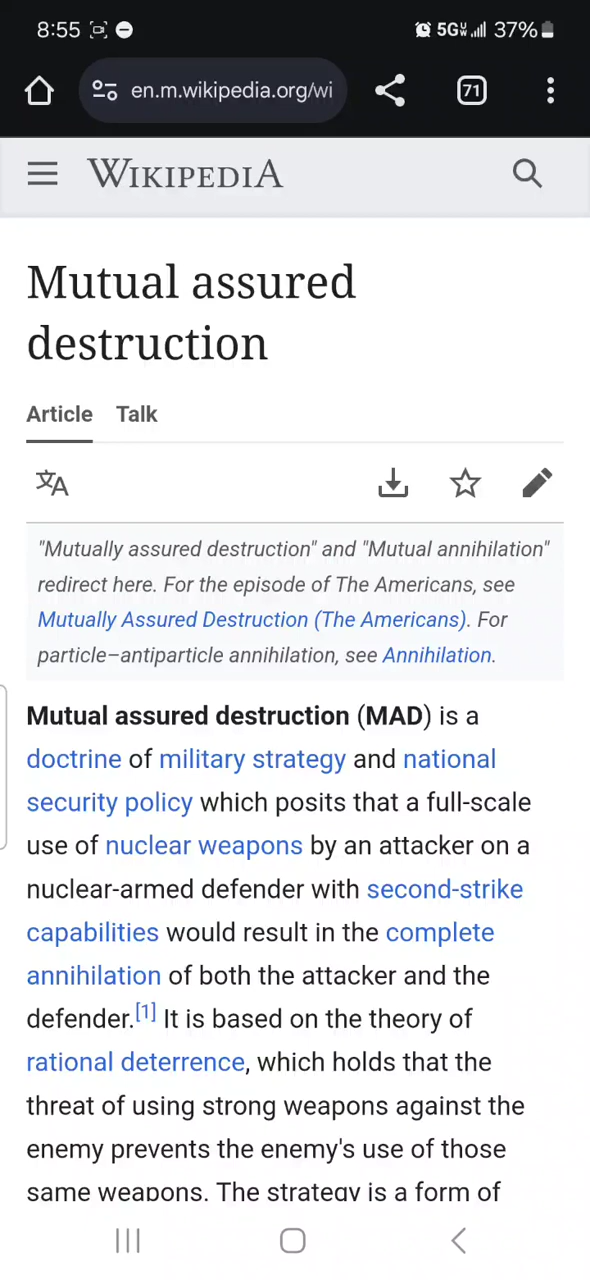 8:55
5G 37%
en.m.wikipedia.org/wi
71
WIKIPEDIA
Mutual assured
destruction
Article Talk
"Mutually assured destruction" and "Mutual annihilation"
redirect here. For the episode of The Americans, see
Mutually Assured Destruction (The Americans). For
particle–antiparticle annihilation, see Annihilation.
Mutual assured destruction (MAD) is a
doctrine of military strategy and national
security policy which posits that a full-scale
use of nuclear weapons by an attacker on a
nuclear-armed defender with second-strike
capabilities would result in the complete
annihilation of both the attacker and the
defender.[1] It is based on the theory of
rational deterrence, which holds that the
threat of using strong weapons against the
enemy prevents the enemy's use of those
same weapons. The strategy is a form of